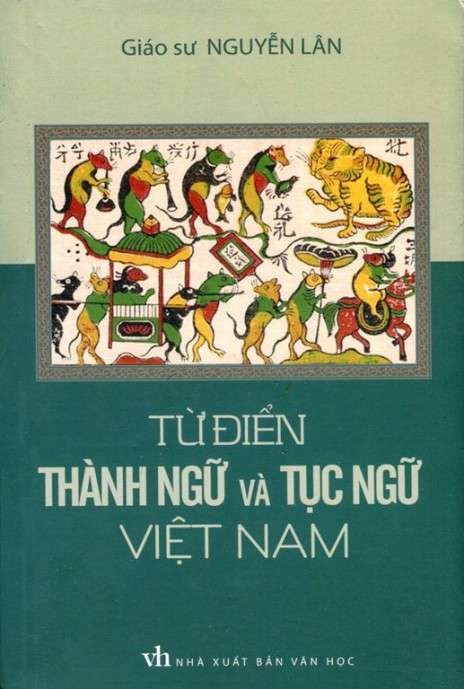 Giáo sư NGUYỄN LÂN
TỪ ĐIỂN
THÀNH NGỮ VÀ TỤC NGỮ
VIỆT NAM
vh NHÀ XUẤT BẢN VĂN HỌC